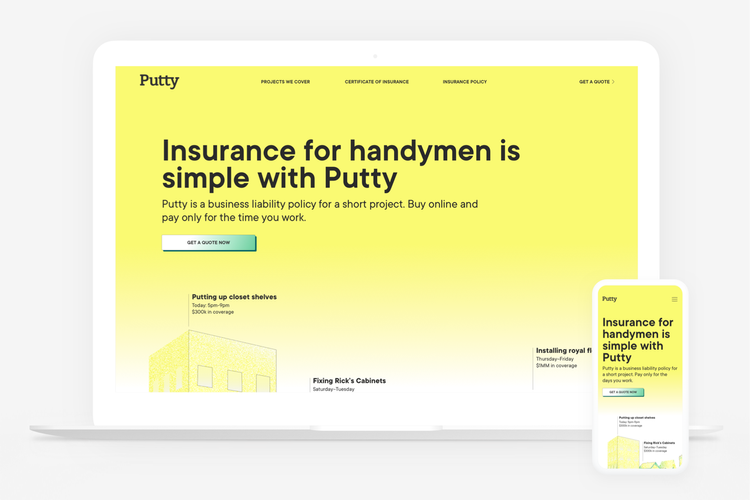 Putty
PROJECTS WE COVER
CERTIFICATE OF INSURANCE
INSURANCE POLICY
GET A QUOTE
Insurance for handymen is
simple with Putty
Putty is a business liability policy for a short project. Buy online and
pay only for the time you work.
GET A QUOTE NOW
Putting up closet shelves
Today: 5pm-9pm
$300k in coverage
Fixing Rick's Cabinets
Saturday–Tuesday
Installing royal fl
Thursday–Friday
$1MM in coverage
Putty
Insurance for
handymen is
simple with
Putty
Putty is a business liability policy for
a short project. Pay only for the time
days you work.
GET A QUOTE NOW
Putting up closet shelves
Today 5pm-9pm
$300k in coverage
Fixing Rick's Cabinets
Saturday–Tuesday